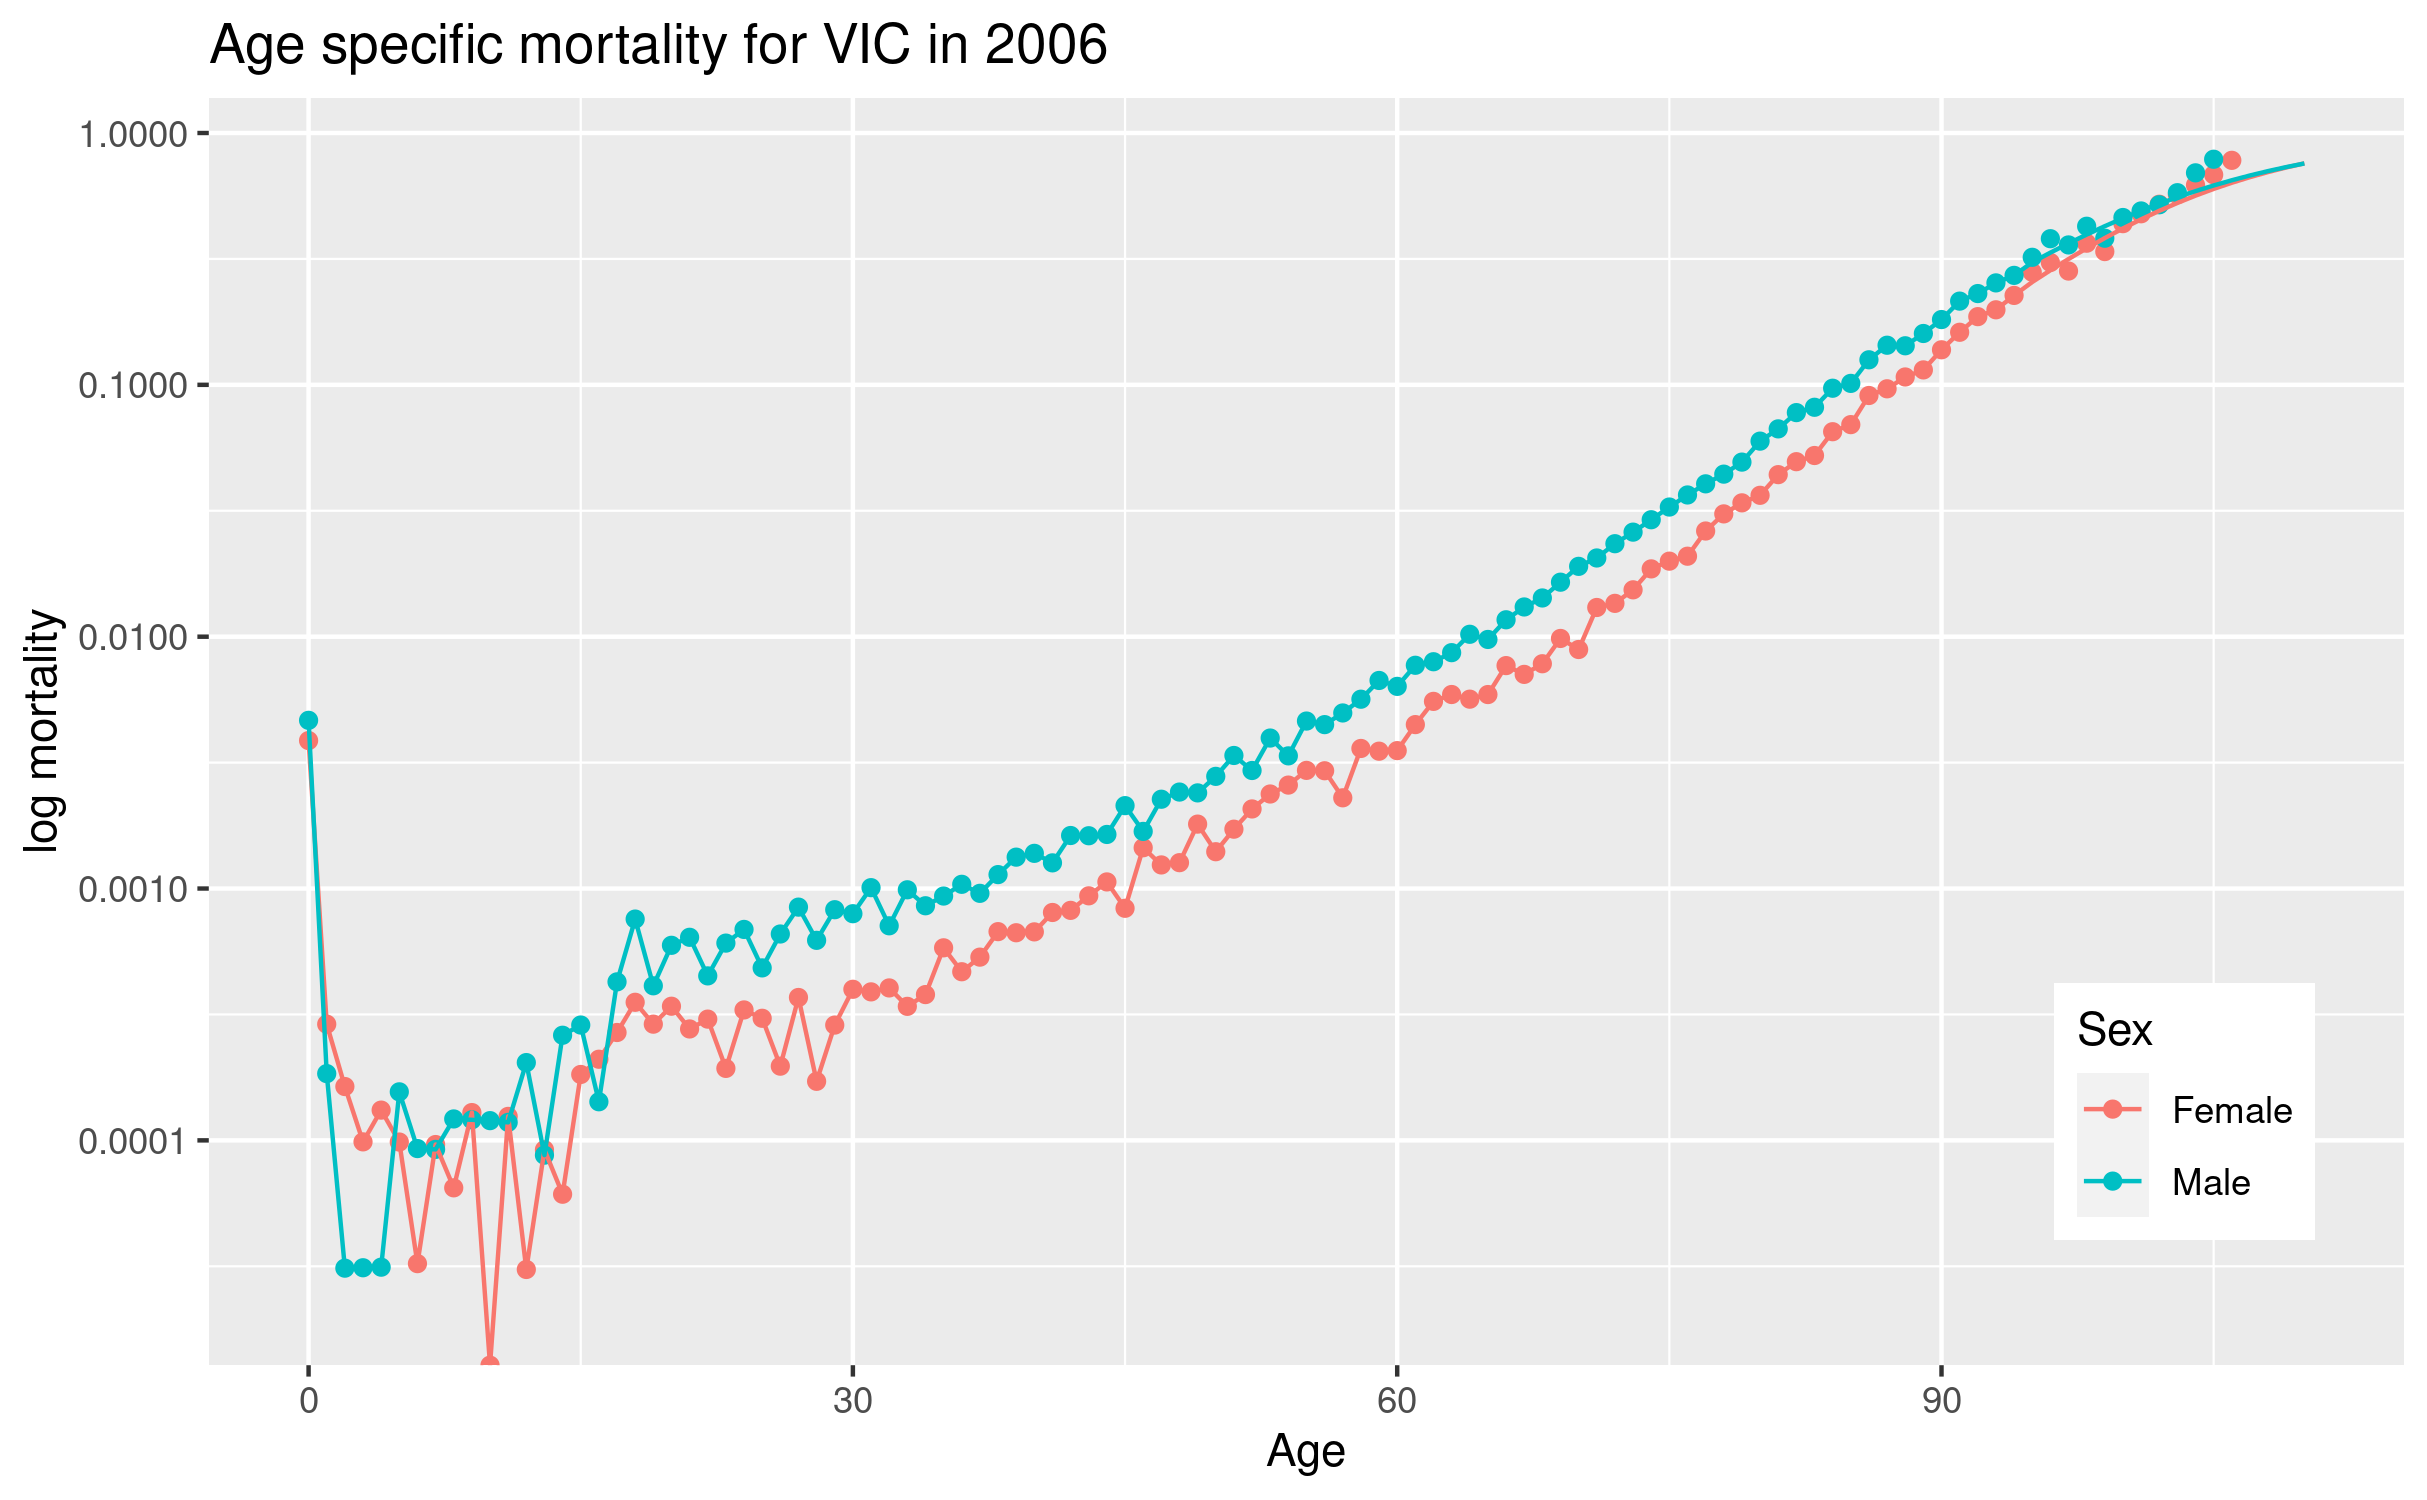 Age specific mortality for VIC in 2006
log mortality
1.0000
0.1000
0.0100
0.0010
0.0001
Sex
Female
Male
0 30 60 90
Age